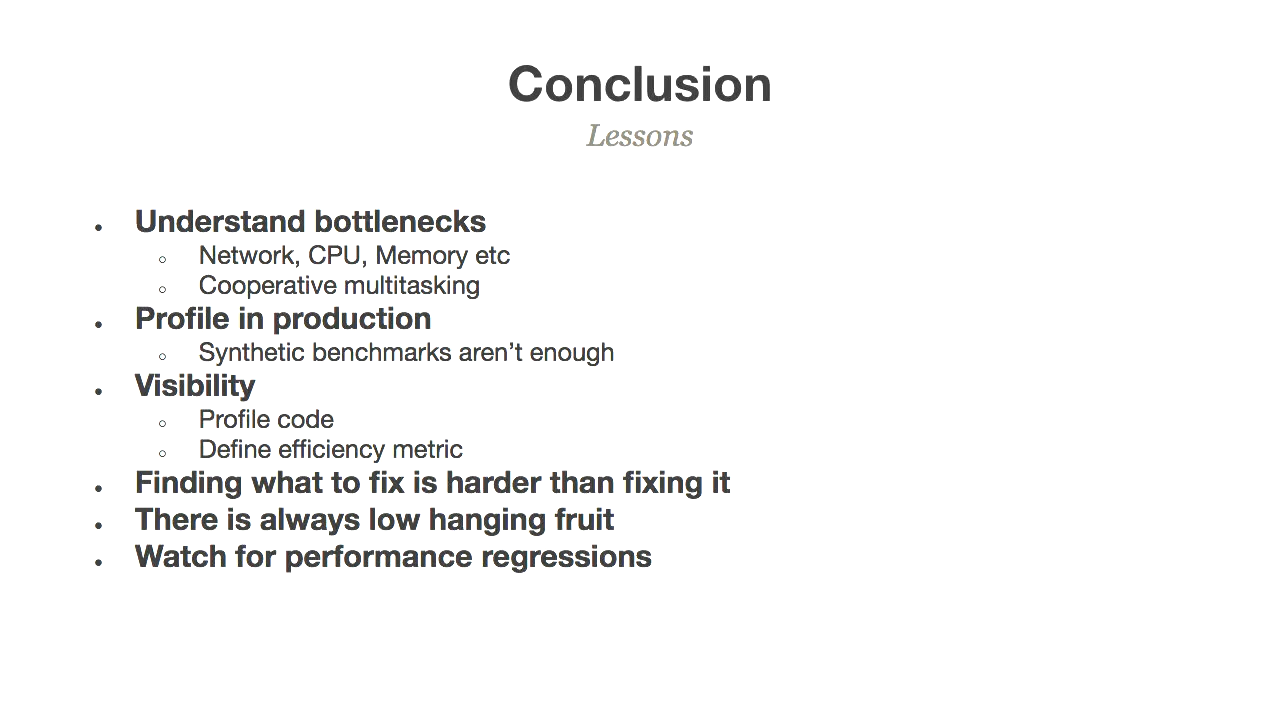 Conclusion
Lessons
• Understand bottlenecks
○ Network, CPU, Memory etc
○ Cooperative multitasking
• Profile in production
○ Synthetic benchmarks aren’t enough
• Visibility
○ Profile code
○ Define efficiency metric
• Finding what to fix is harder than fixing it
• There is always low hanging fruit
• Watch for performance regressions